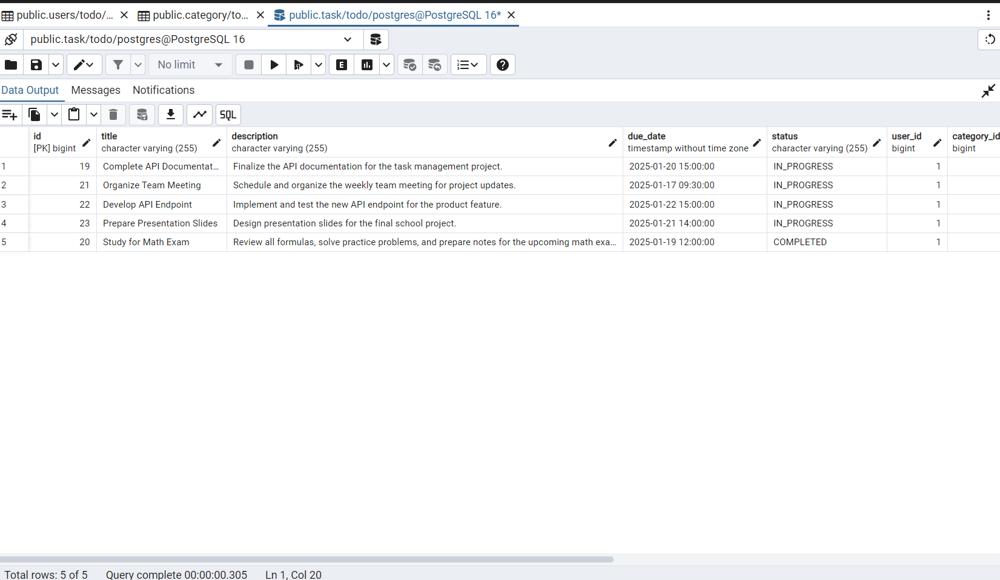 public.users/todo/... public.category/to... public.task/todo/postgres@PostgreSQL 16*
public.task/todo/postgres@PostgreSQL 16
No limit E
Data Output Messages Notifications
SQL
id title description due_date status user_id category_id
[PK] bigint character varying (255) character varying (255) timestamp without time zone character varying (255) bigint bigint
1 19 Complete API Documentat... Finalize the API documentation for the task management project. 2025-01-20 15:00:00 IN_PROGRESS 1
2 21 Organize Team Meeting Schedule and organize the weekly team meeting for project updates. 2025-01-17 09:30:00 IN_PROGRESS 1
3 22 Develop API Endpoint Implement and test the new API endpoint for the product feature. 2025-01-22 15:00:00 IN_PROGRESS 1
4 23 Prepare Presentation Slides Design presentation slides for the final school project. 2025-01-21 14:00:00 IN_PROGRESS 1
5 20 Study for Math Exam Review all formulas, solve practice problems, and prepare notes for the upcoming math exa... 2025-01-19 12:00:00 COMPLETED 1
Total rows: 5 of 5 Query complete 00:00:00.305 Ln 1, Col 20